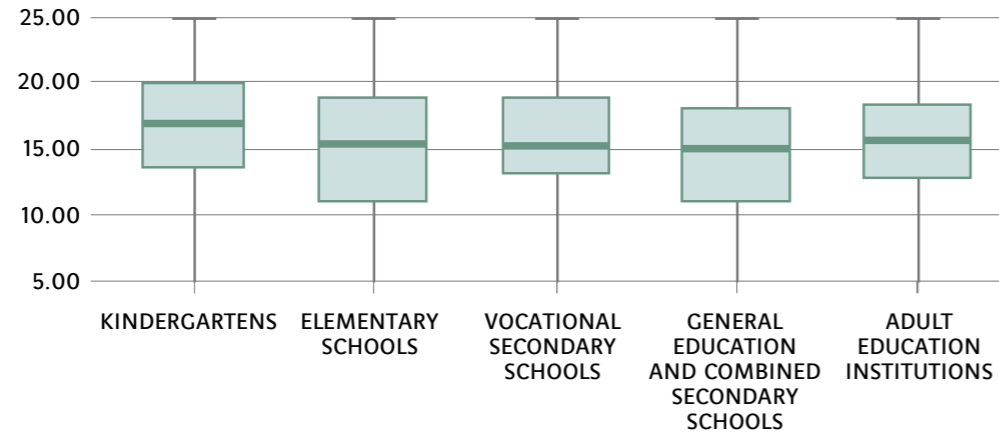 25.00
20.00
15.00
10.00
5.00
KINDERGARTENS
ELEMENTARY
SCHOOLS
VOCATIONAL
SECONDARY
SCHOOLS
GENERAL
EDUCATION
AND COMBINED
SECONDARY
SCHOOLS
ADULT
EDUCATION
INSTITUTIONS